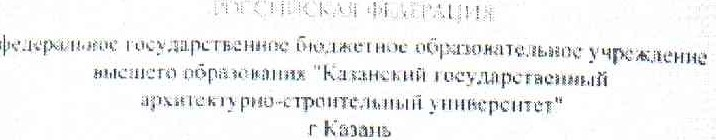 РОССИЙСКАЯ ФЕДЕРАЦИЯ
федеральное государственное бюджетное образовательное учреждение
высшего образования "Казанский государственный
архитектурно-строительный университет"
г Казань